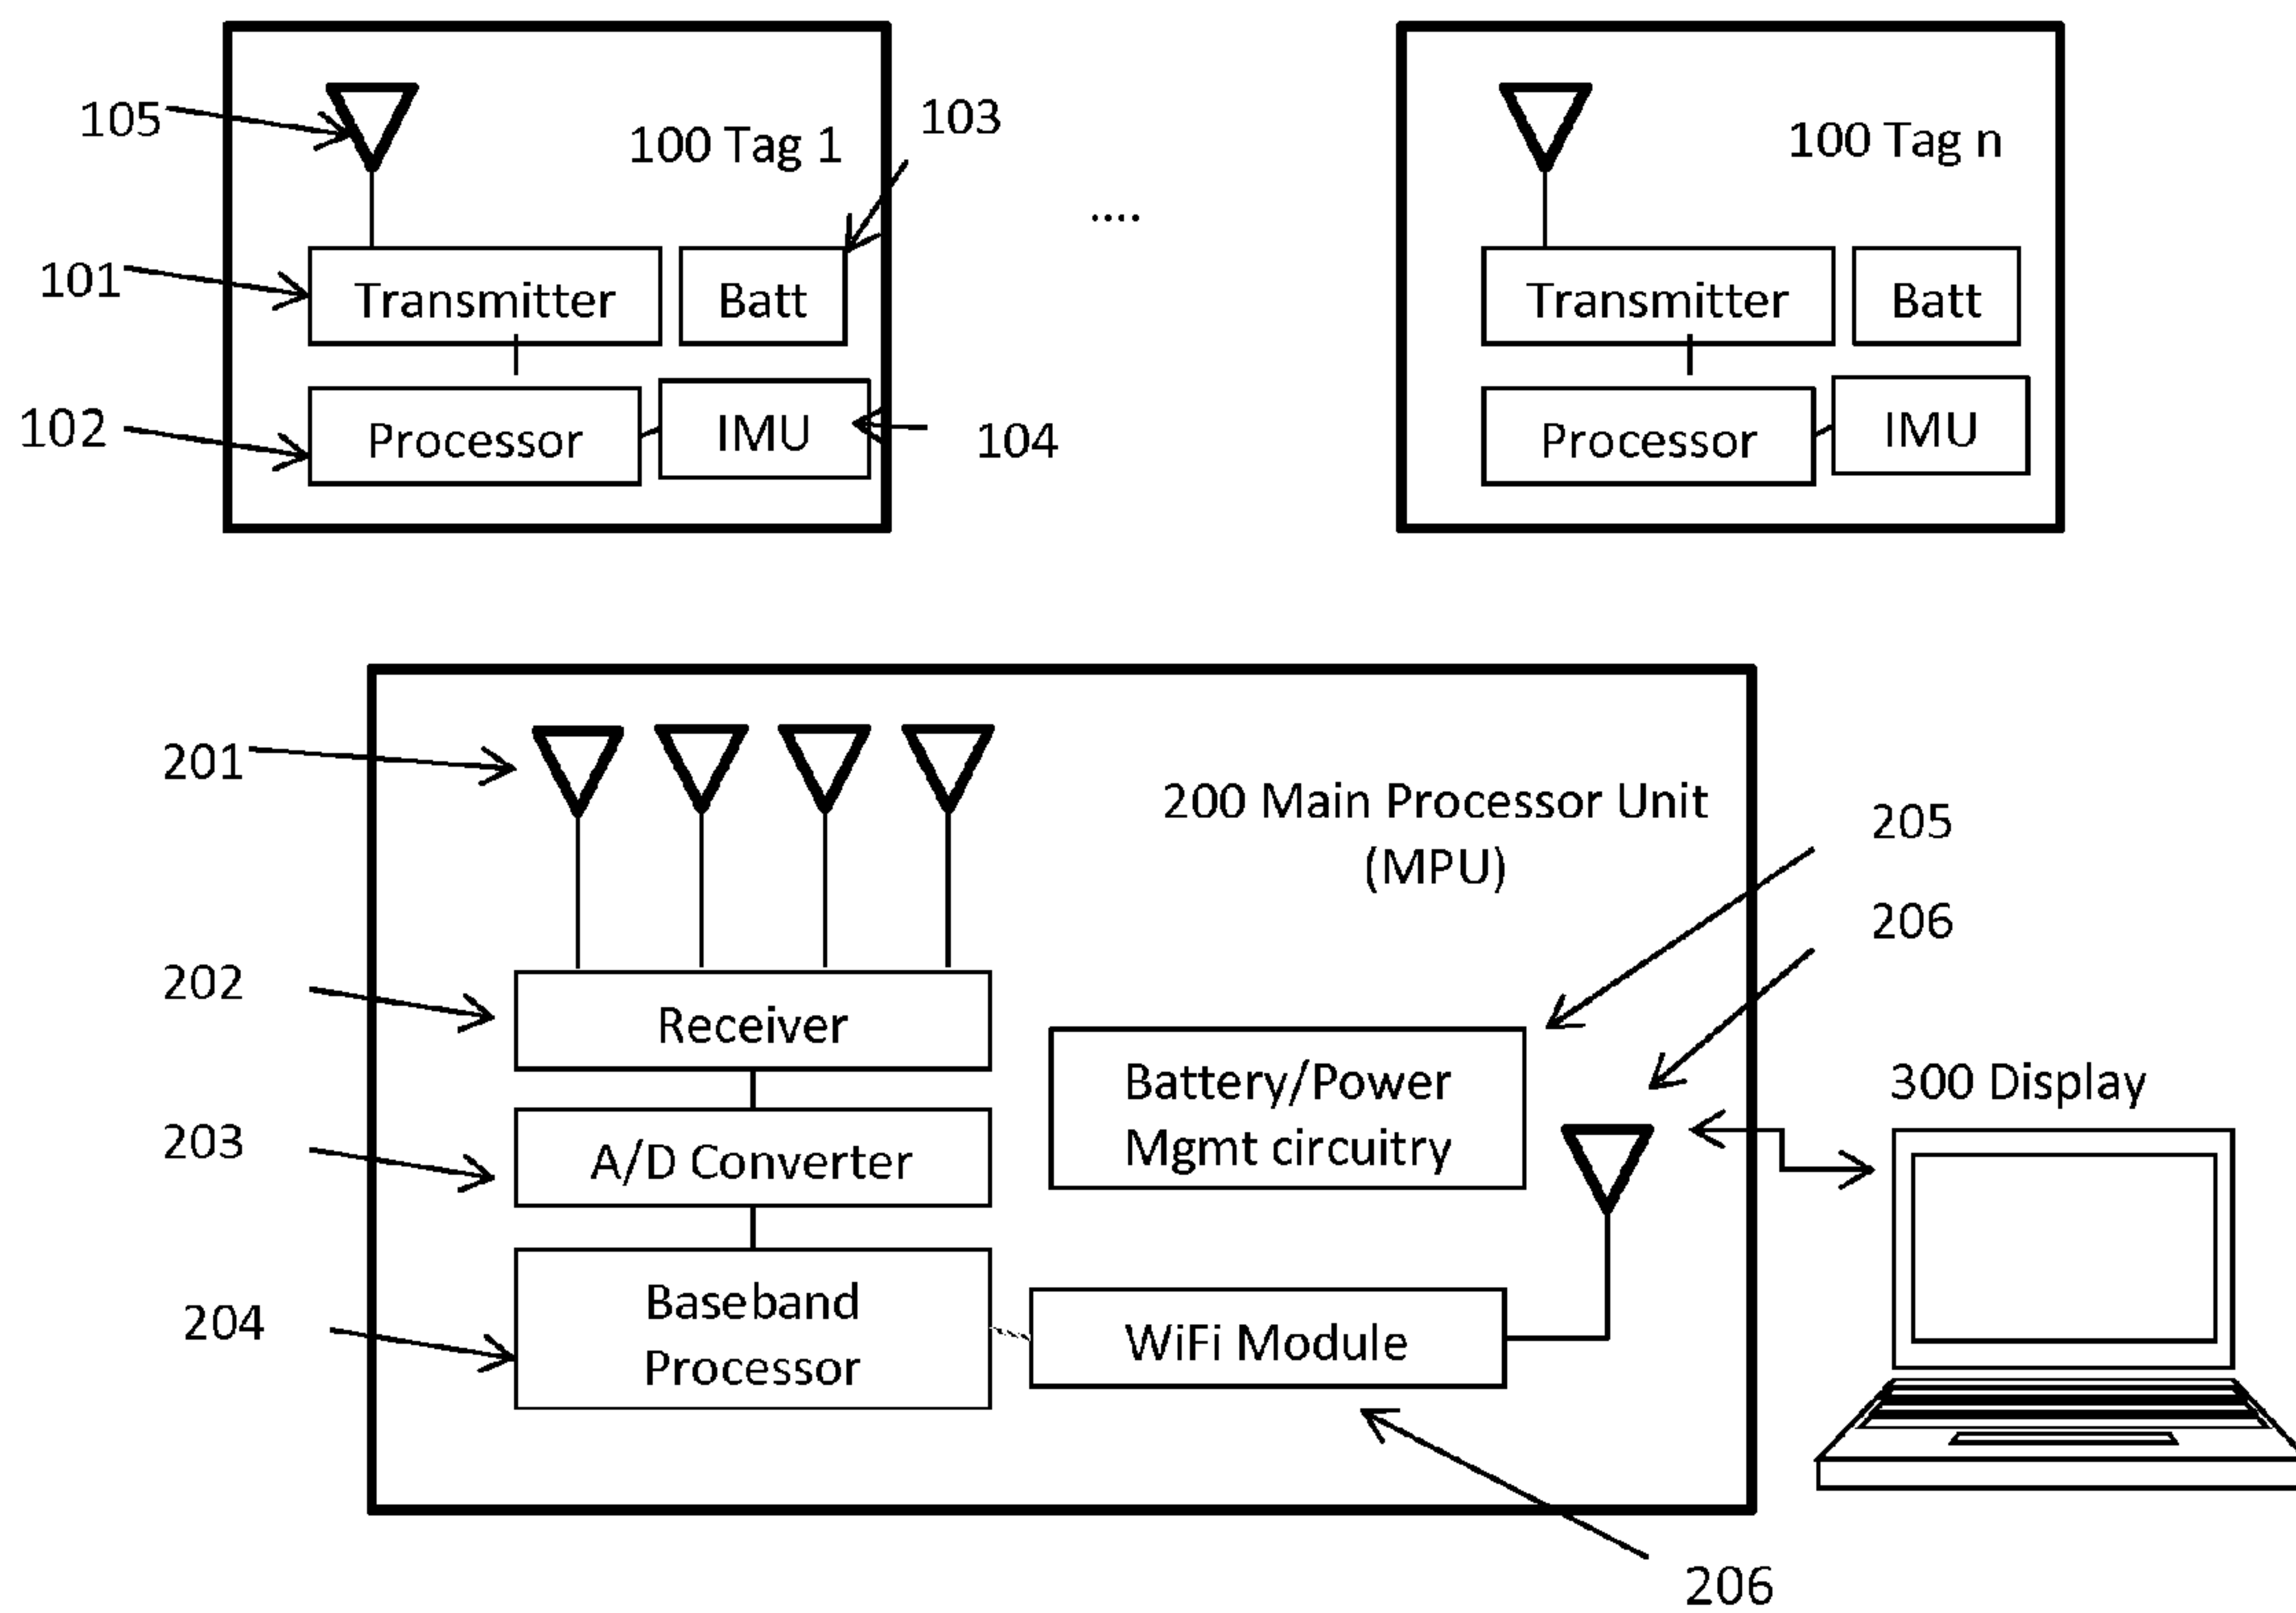 105
100 Tag 1
103
100 Tag n
....
101
Transmitter
Batt
Transmitter
Batt
102
Processor
IMU
104
Processor
IMU
201
200 Main Processor Unit
(MPU)
205
206
202
Receiver
Battery/Power
Mgmt circuitry
300 Display
203
A/D Converter
204
Baseband
Processor
WiFi Module
206